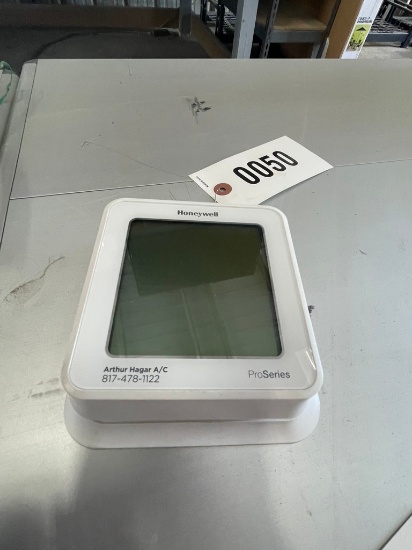 0050
Honeywell
Arthur Hagar A/C
817-478-1122
ProSeries